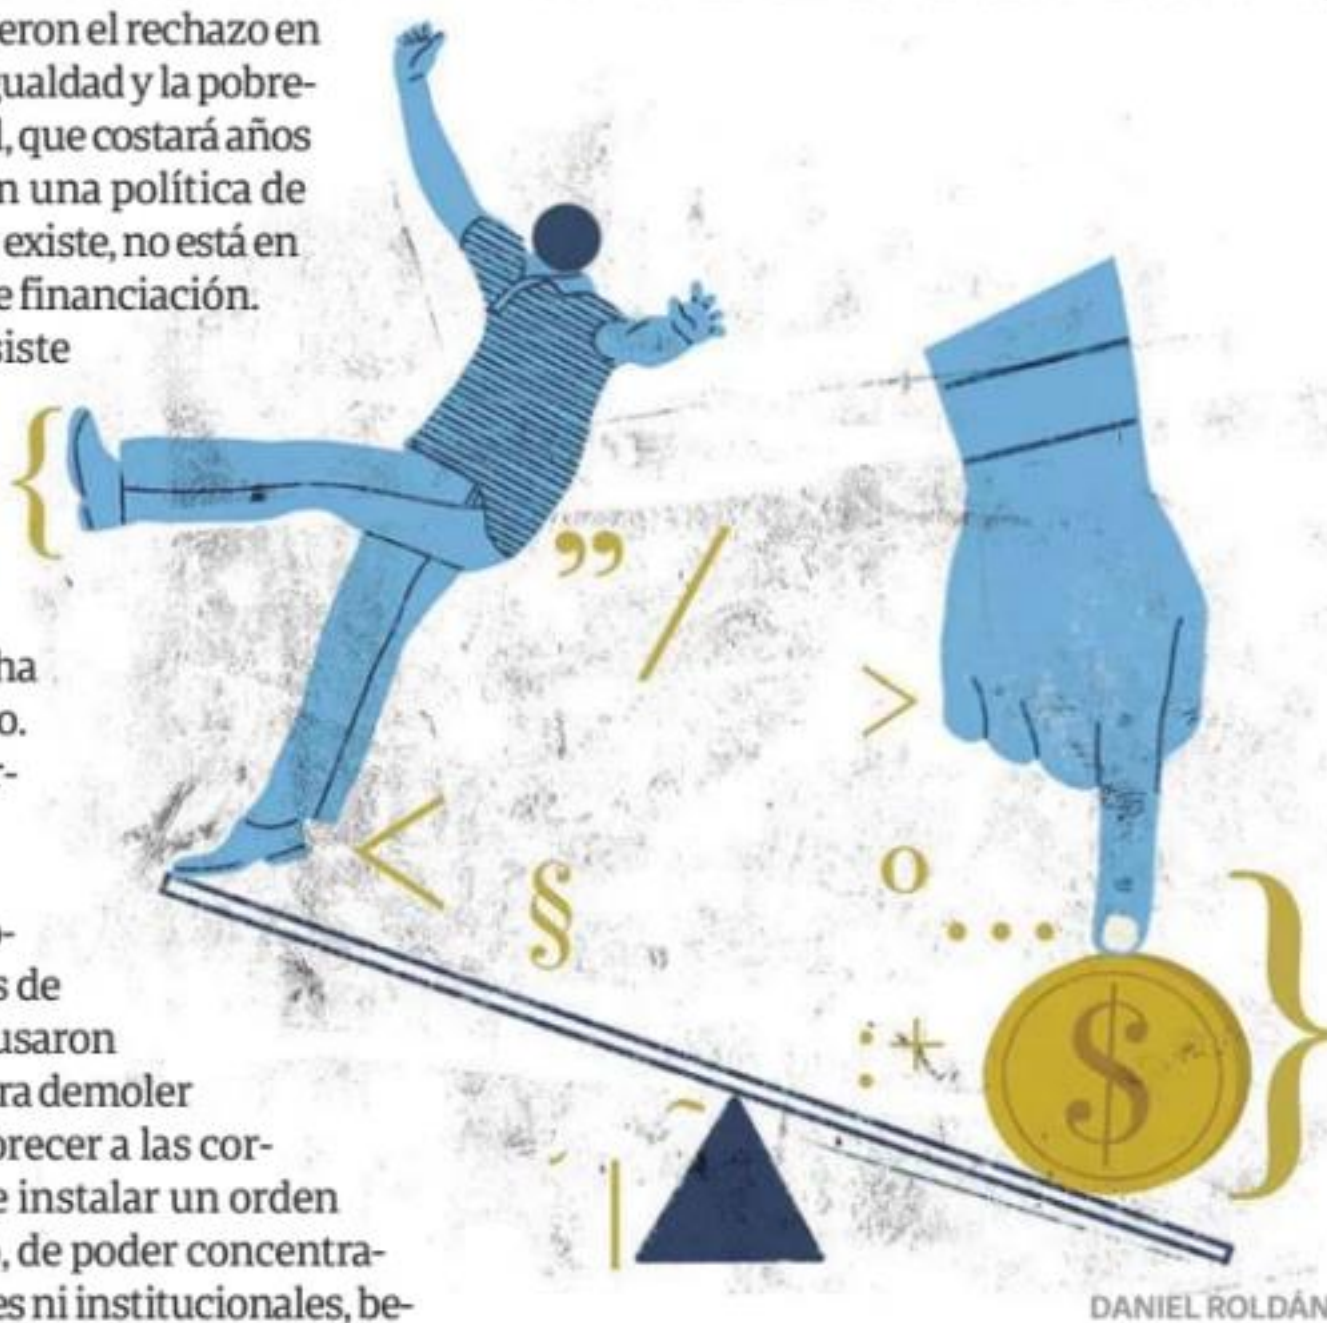 eron el rechazo en
gualdad y la pobre-
l, que costará años
n una política de
existe, no está en
e financiación.
siste
{
”
/
ha
o.
>
r-
<
§
o
...
o-
s de
usaron
: +
$
}
ra demoler
orecer a las cor-
e instalar un orden
o, de poder concentra-
es ni institucionales, be-
DANIEL ROLDÁN